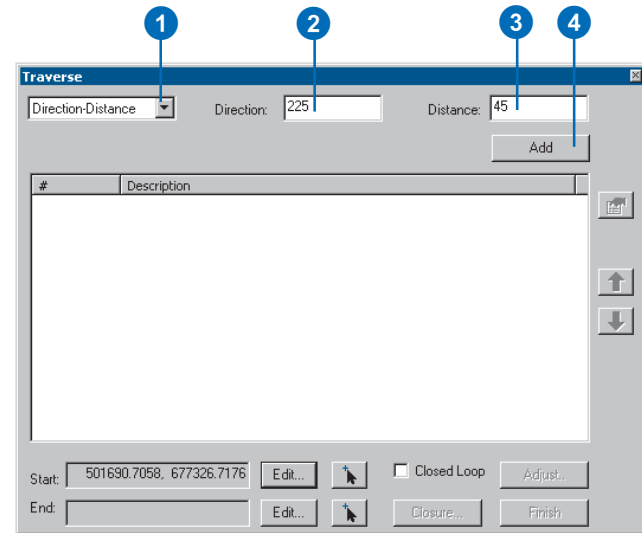 1 2 3 4
Traverse
Direction-Distance Direction: 225 Distance: 45
Add
# Description
Start: 501690.7058, 677326.7176 Edit... Closed Loop Adjust..
End: Edit... Closure... Finish